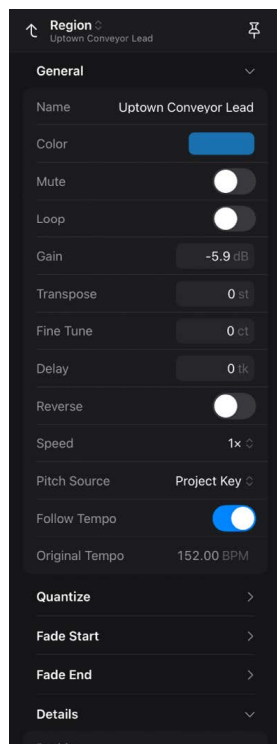 Region
Uptown Conveyor Lead
General
Name Uptown Conveyor Lead
Color
Mute
Loop
Gain -5.9 dB
Transpose 0 st
Fine Tune 0 ct
Delay 0 tk
Reverse
Speed 1×
Pitch Source Project Key
Follow Tempo
Original Tempo 152.00 BPM
Quantize
Fade Start
Fade End
Details